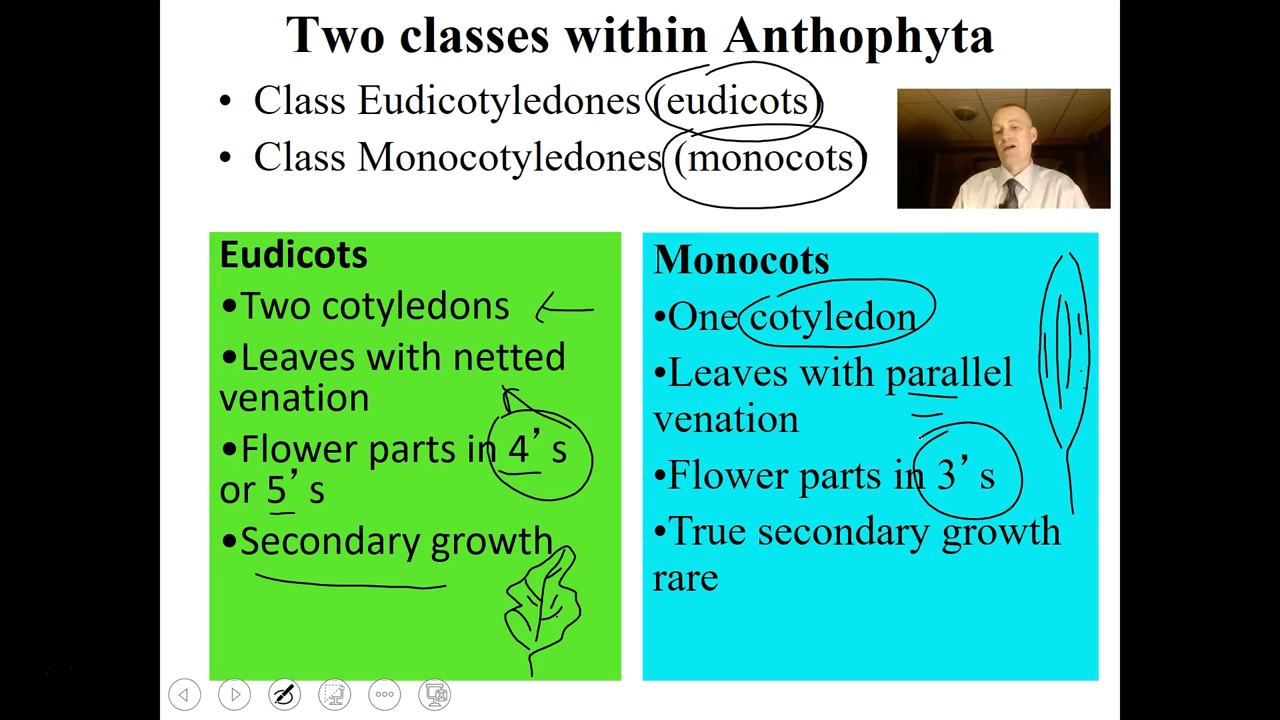 Two classes within Anthophyta
• Class Eudicotyledones (eudicots)
• Class Monocotyledones (monocots)
Eudicots
•Two cotyledons
•Leaves with netted
venation
•Flower parts in 4’s
or 5’s
•Secondary growth
Monocots
•One cotyledon
•Leaves with parallel
venation
•Flower parts in 3’s
•True secondary growth
rare